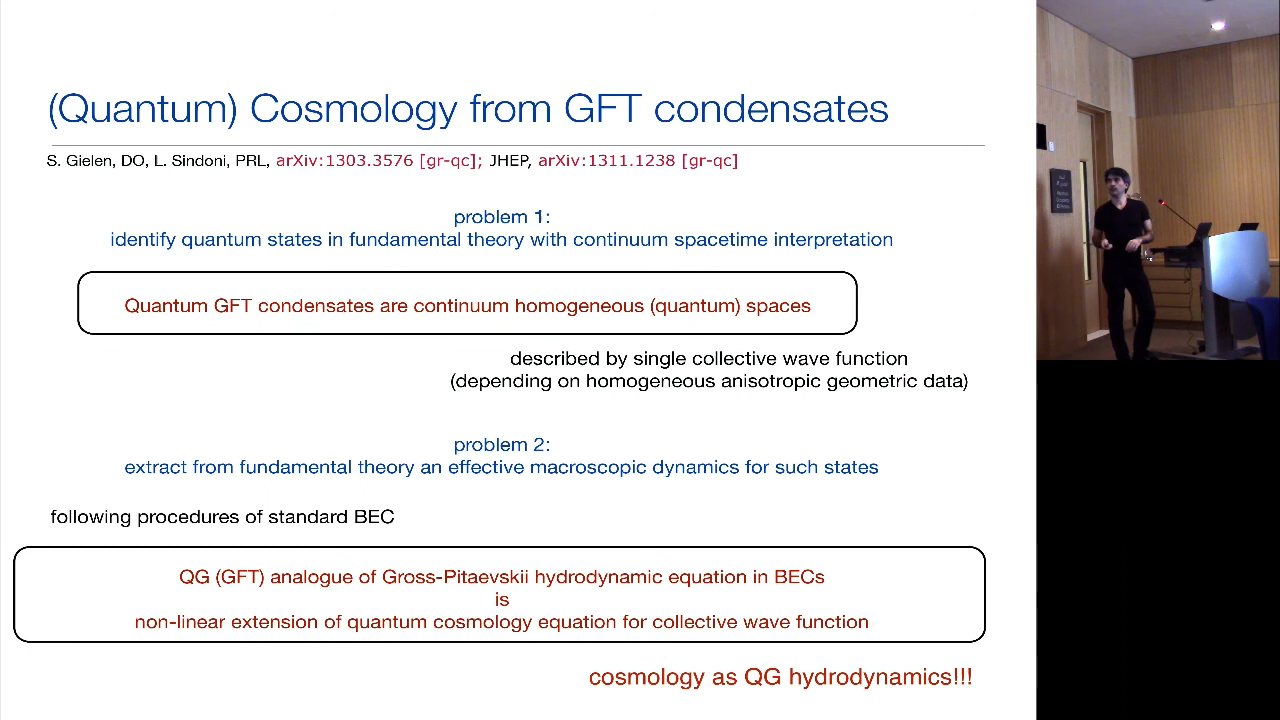 (Quantum) Cosmology from GFT condensates
S. Gielen, DO, L. Sindoni, PRL, arXiv:1303.3576 [gr-qc]; JHEP, arXiv:1311.1238 [gr-qc]
problem 1:
identify quantum states in fundamental theory with continuum spacetime interpretation
Quantum GFT condensates are continuum homogeneous (quantum) spaces
described by single collective wave function
(depending on homogeneous anisotropic geometric data)
problem 2:
extract from fundamental theory an effective macroscopic dynamics for such states
following procedures of standard BEC
QG (GFT) analogue of Gross-Pitaevskii hydrodynamic equation in BECs
is
non-linear extension of quantum cosmology equation for collective wave function
cosmology as QG hydrodynamics!!!